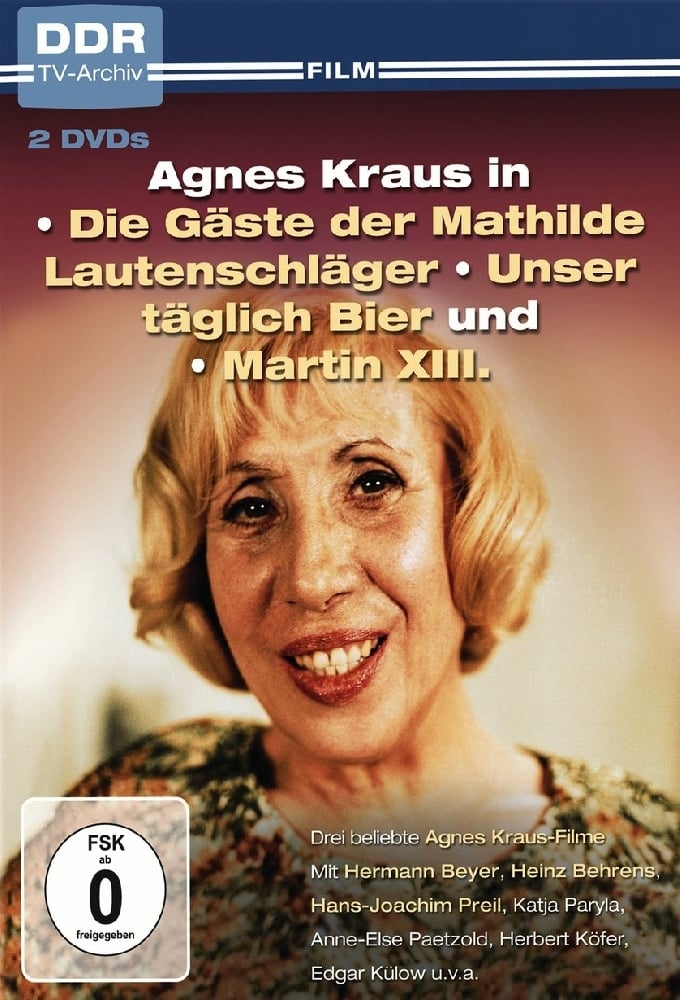 DDR
TV-Archiv
FILM
2 DVDs
Agnes Kraus in
• Die Gäste der Mathilde
Lautenschläger • Unser
täglich Bier und
• Martin XIII.
Drei beliebte Agnes Kraus-Filme
Mit Hermann Beyer, Heinz Behrens,
Hans-Joachim Preil, Katja Paryla,
Anne-Else Paetzold, Herbert Köfer,
Edgar Külow u.v.a.
FSK
ab
0
freigegeben